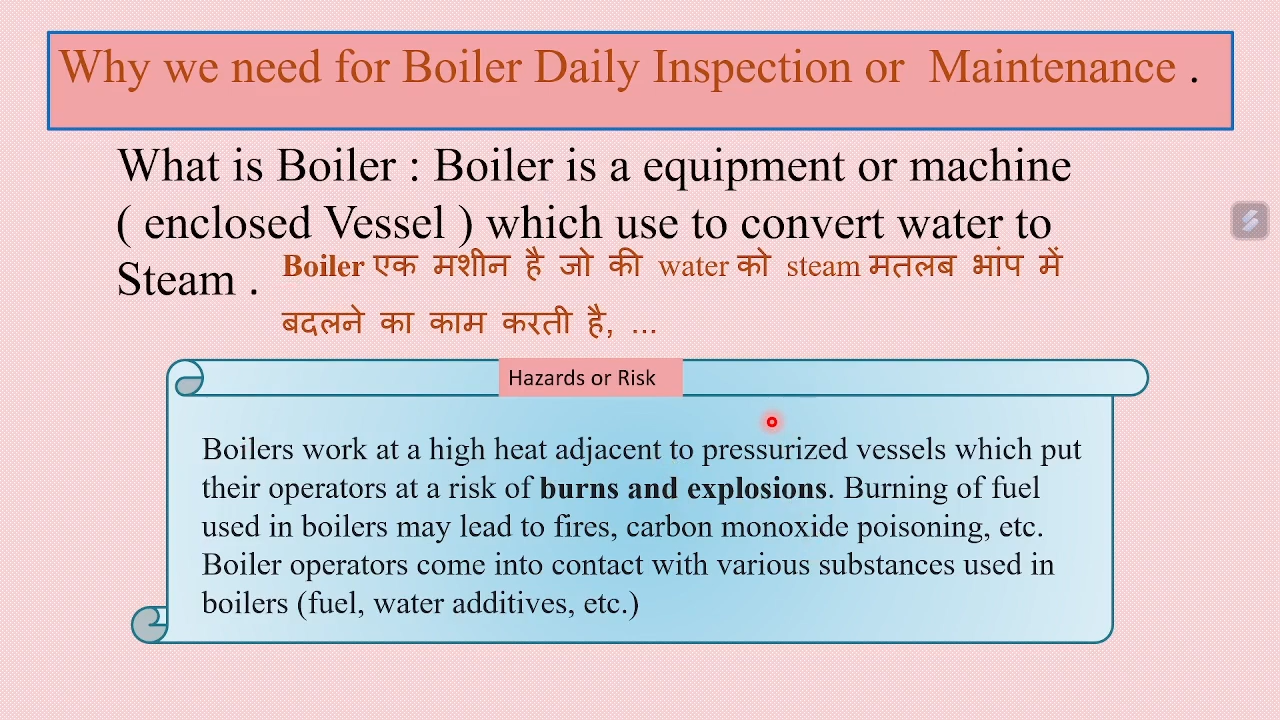 Why we need for Boiler Daily Inspection or Maintenance .
What is Boiler : Boiler is a equipment or machine
( enclosed Vessel ) which use to convert water to
Steam .
Boiler एक मशीन है जो की water को steam मतलब भांप में
बदलने का काम करती है, ...
Hazards or Risk
Boilers work at a high heat adjacent to pressurized vessels which put
their operators at a risk of burns and explosions. Burning of fuel
used in boilers may lead to fires, carbon monoxide poisoning, etc.
Boiler operators come into contact with various substances used in
boilers (fuel, water additives, etc.)